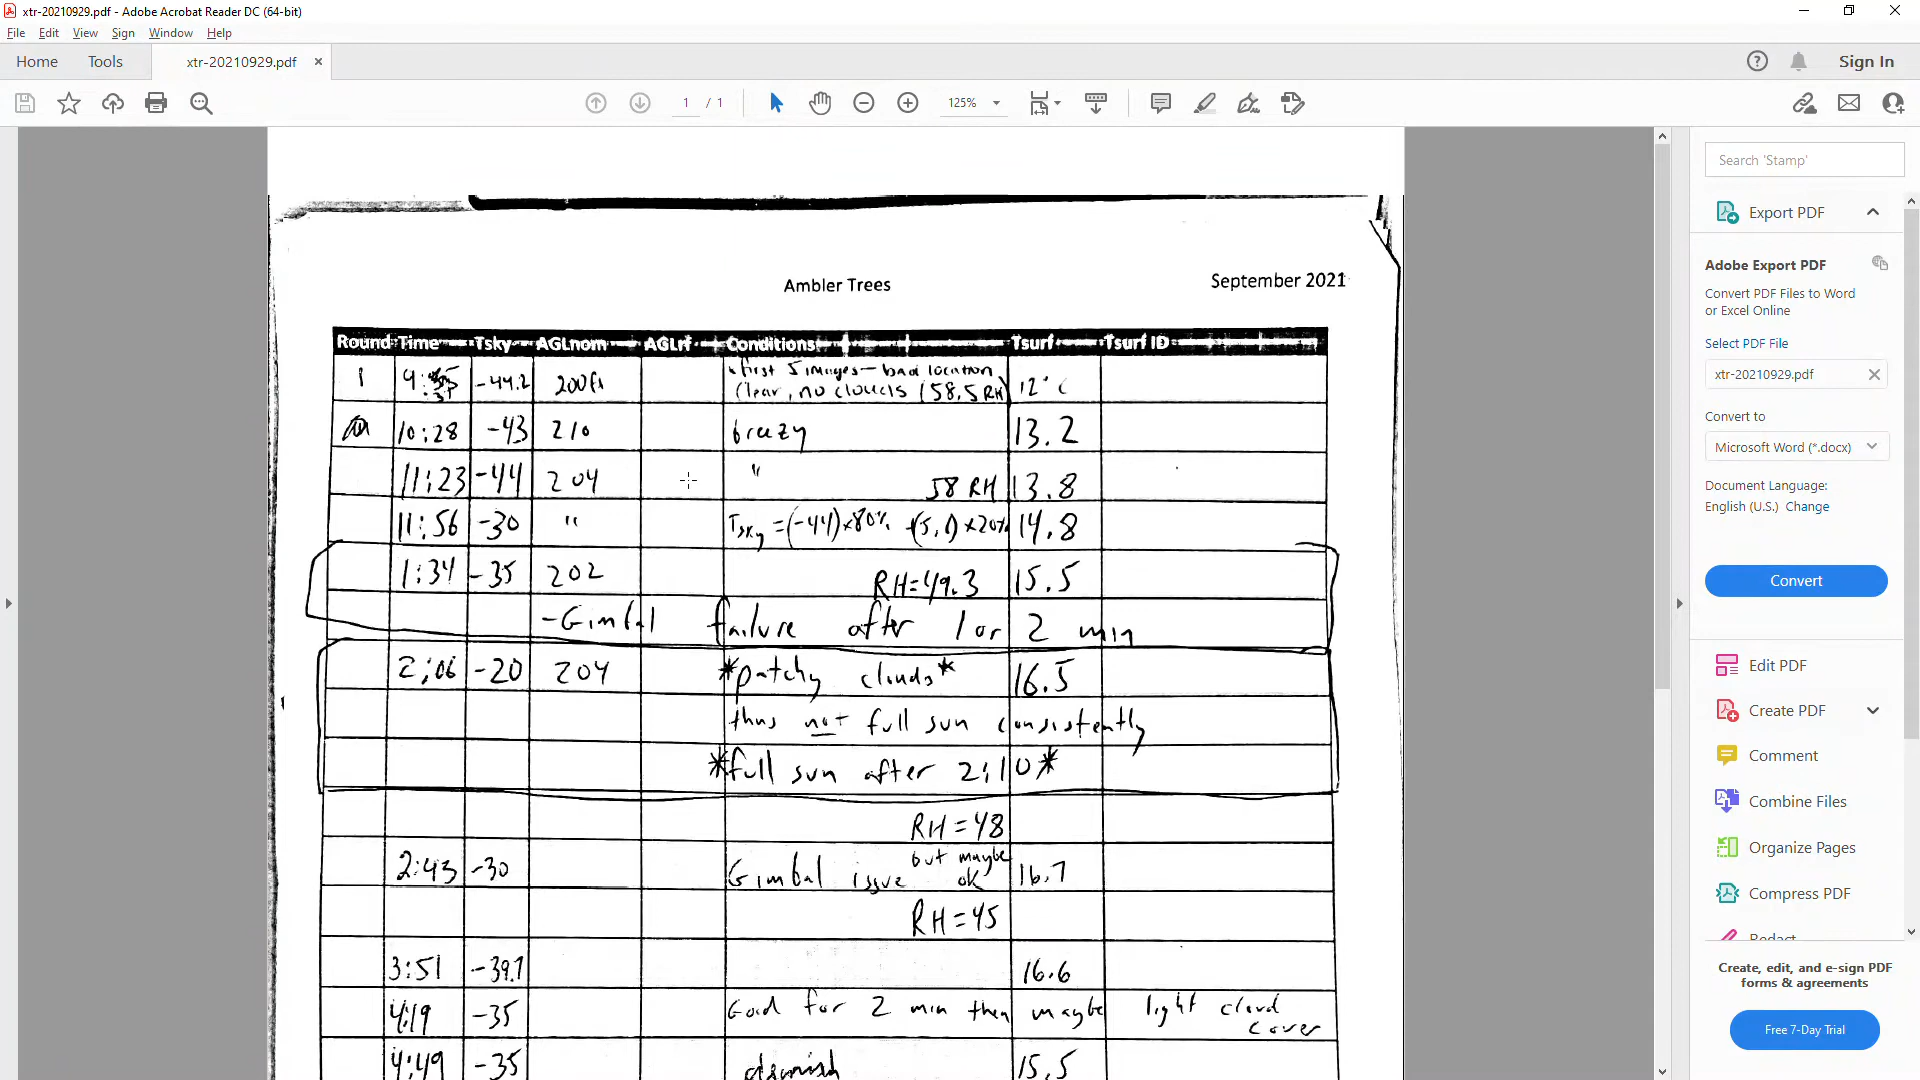 xtr-20210929.pdf - Adobe Acrobat Reader DC (64-bit)
File Edit View Sign Window Help
Home Tools xtr-20210929.pdf × Sign In
1 / 1 125%
Ambler Trees September 2021
Round Time Tsky AGLnom AGLrf Conditions Tsurf Tsurf ID
first 5 images — bad location
1 -44.2 200ft Clear, no clouds (58.5 RH) 12°C
10:28 -43 210 breezy 13.2
11:23 -44 204 " 58 RH 13.8
11:56 -30 " Tsky = (-44)×80% +(5.1)×20% 14.8
1:34 -35 202 RH=49.3 15.5
-Gimbal failure after 1 or 2 min
2:06 -20 204 *patchy clouds* 16.5
thus not full sun consistently
*full sun after 2:10*
RH=48
2:43 -30 Gimbal issue but maybe ok 16.7
RH=45
3:51 -39.7 16.6
4:19 -35 Good for 2 min then maybe light cloud
cover
4:49 -35 15.5
Search 'Stamp'
Export PDF
Adobe Export PDF
Convert PDF Files to Word
or Excel Online
Select PDF File
xtr-20210929.pdf
Convert to
Microsoft Word (*.docx)
Document Language:
English (U.S.) Change
Convert
Edit PDF
Create PDF
Comment
Combine Files
Organize Pages
Compress PDF
Redact
Create, edit, and e-sign PDF
forms & agreements
Free 7-Day Trial